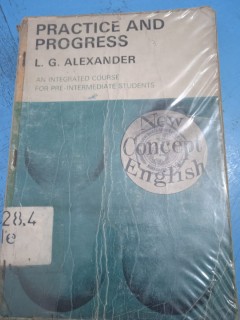 PRACTICE AND
PROGRESS
L. G. ALEXANDER
AN INTEGRATED COURSE
FOR PRE-INTERMEDIATE STUDENTS
New
Concept
English
28.4